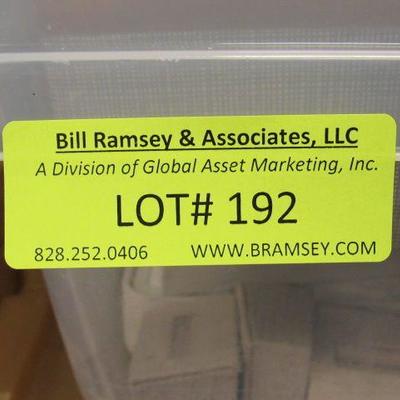 Bill Ramsey & Associates, LLC
A Division of Global Asset Marketing, Inc.
LOT# 192
828.252.0406 WWW.BRAMSEY.COM